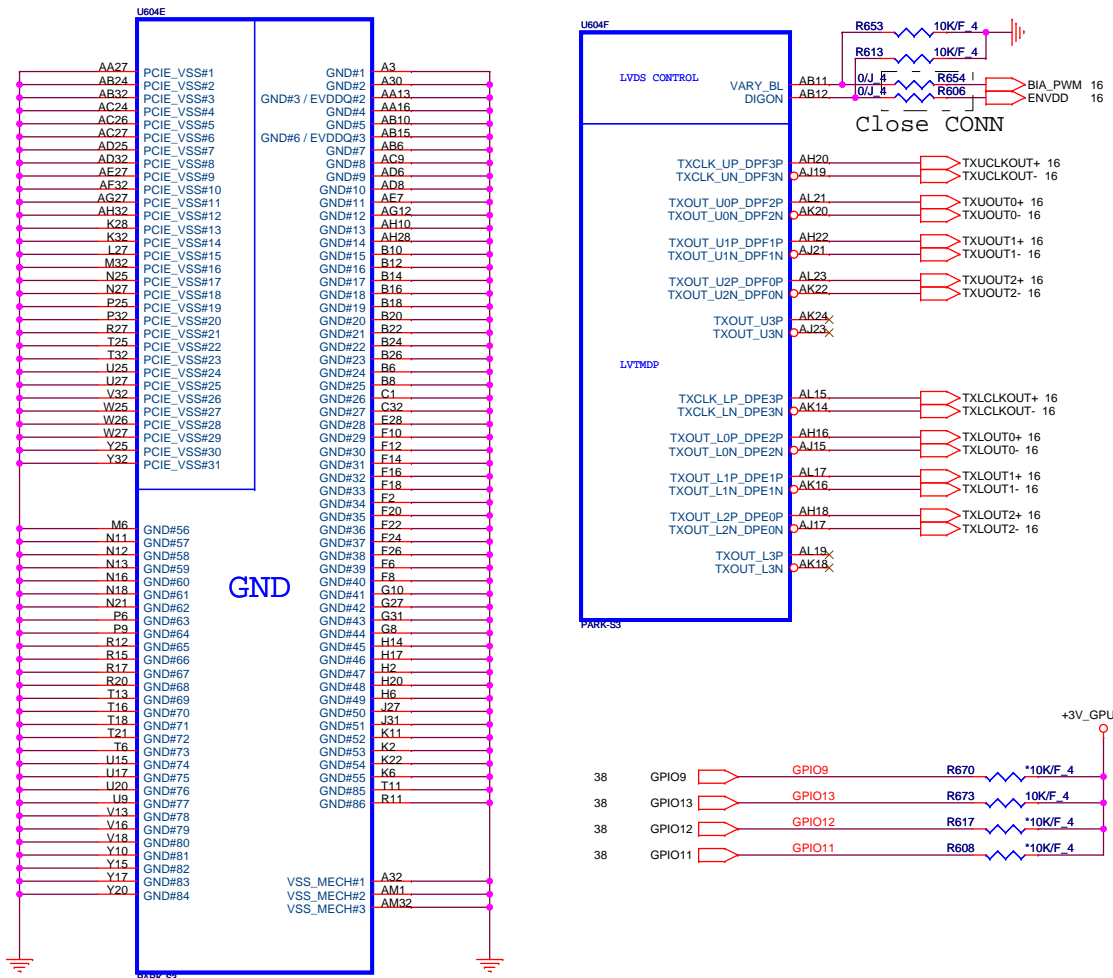 U604E
AA27 PCIE_VSS#1 GND#1 A3
AB24 PCIE_VSS#2 GND#2 A30
AB32 PCIE_VSS#3 GND#3 / EVDDQ#2 AA13
AC24 PCIE_VSS#4 GND#4 AA16
AC26 PCIE_VSS#5 GND#5 AB10
AC27 PCIE_VSS#6 GND#6 / EVDDQ#3 AB15
AD25 PCIE_VSS#7 GND#7 AB6
AD32 PCIE_VSS#8 GND#8 AC9
AE27 PCIE_VSS#9 GND#9 AD6
AF32 PCIE_VSS#10 GND#10 AD8
AG27 PCIE_VSS#11 GND#11 AE7
AH32 PCIE_VSS#12 GND#12 AG12
K28 PCIE_VSS#13 GND#13 AH10
K32 PCIE_VSS#14 GND#14 AH28
L27 PCIE_VSS#15 GND#15 B10
M32 PCIE_VSS#16 GND#16 B12
N25 PCIE_VSS#17 GND#17 B14
N27 PCIE_VSS#18 GND#18 B16
P25 PCIE_VSS#19 GND#19 B18
P32 PCIE_VSS#20 GND#20 B20
R27 PCIE_VSS#21 GND#21 B22
T25 PCIE_VSS#22 GND#22 B24
T32 PCIE_VSS#23 GND#23 B26
U25 PCIE_VSS#24 GND#24 B6
U27 PCIE_VSS#25 GND#25 B8
V32 PCIE_VSS#26 GND#26 C1
W25 PCIE_VSS#27 GND#27 C32
W26 PCIE_VSS#28 GND#28 E28
W27 PCIE_VSS#29 GND#29 F10
Y25 PCIE_VSS#30 GND#30 F12
Y32 PCIE_VSS#31 GND#31 F14
GND#32 F16
GND#33 F18
GND#34 F2
GND#35 F20
M6 GND#56 GND#36 F22
N11 GND#57 GND#37 F24
N12 GND#58 GND#38 F26
N13 GND#59 GND#39 F6
N16 GND#60 GND#40 F8
N18 GND#61 GND#41 G10
N21 GND#62 GND#42 G27
P6 GND#63 GND#43 G31
P9 GND#64 GND#44 G8
R12 GND#65 GND#45 H14
R15 GND#66 GND#46 H17
R17 GND#67 GND#47 H2
R20 GND#68 GND#48 H20
T13 GND#69 GND#49 H6
T16 GND#70 GND#50 J27
T18 GND#71 GND#51 J31
T21 GND#72 GND#52 K11
T6 GND#73 GND#53 K2
U15 GND#74 GND#54 K22
U17 GND#75 GND#55 K6
U20 GND#76 GND#85 T11
U9 GND#77 GND#86 R11
V13 GND#78
V16 GND#79
V18 GND#80
Y10 GND#81
Y15 GND#82
Y17 GND#83 VSS_MECH#1 A32
Y20 GND#84 VSS_MECH#2 AM1
VSS_MECH#3 AM32
GND
PARK-S3
U604F
R653 10K/F_4
R613 10K/F_4
LVDS CONTROL
VARY_BL AB11 0/J_4 R654 BIA_PWM 16
DIGON AB12 0/J_4 R606 ENVDD 16
Close CONN
TXCLK_UP_DPF3P AH20 TXUCLKOUT+ 16
TXCLK_UN_DPF3N AJ19 TXUCLKOUT- 16
TXOUT_U0P_DPF2P AL21 TXUOUT0+ 16
TXOUT_U0N_DPF2N AK20 TXUOUT0- 16
TXOUT_U1P_DPF1P AH22 TXUOUT1+ 16
TXOUT_U1N_DPF1N AJ21 TXUOUT1- 16
TXOUT_U2P_DPF0P AL23 TXUOUT2+ 16
TXOUT_U2N_DPF0N AK22 TXUOUT2- 16
TXOUT_U3P AK24
TXOUT_U3N AJ23
LVTMDP
TXCLK_LP_DPE3P AL15 TXLCLKOUT+ 16
TXCLK_LN_DPE3N AK14 TXLCLKOUT- 16
TXOUT_L0P_DPE2P AH16 TXLOUT0+ 16
TXOUT_L0N_DPE2N AJ15 TXLOUT0- 16
TXOUT_L1P_DPE1P AL17 TXLOUT1+ 16
TXOUT_L1N_DPE1N AK16 TXLOUT1- 16
TXOUT_L2P_DPE0P AH18 TXLOUT2+ 16
TXOUT_L2N_DPE0N AJ17 TXLOUT2- 16
TXOUT_L3P AL19
TXOUT_L3N AK18
PARK-S3
+3V_GPU
38 GPIO9 GPIO9 R670 *10K/F_4
38 GPIO13 GPIO13 R673 10K/F_4
38 GPIO12 GPIO12 R617 *10K/F_4
38 GPIO11 GPIO11 R608 *10K/F_4